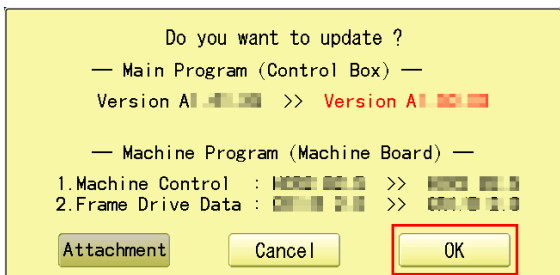 Do you want to update ?
— Main Program (Control Box) —
Version A >> Version A
— Machine Program (Machine Board) —
1.Machine Control : >>
2.Frame Drive Data : >>
Attachment Cancel OK